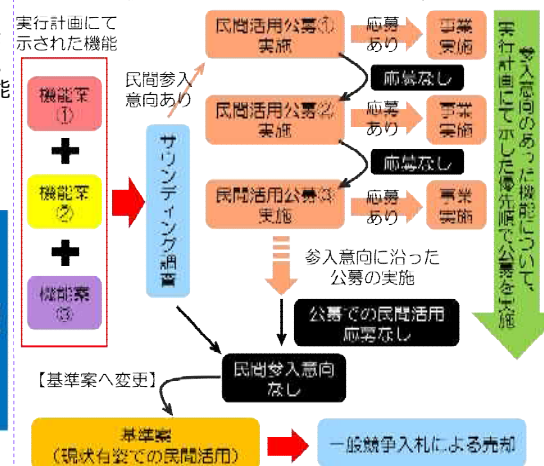 能
実行計画にて
示された機能
機能案
①
機能案
②
機能案
③
民間参入
意向あり
サウンディング調査
民間活用公募①
実施
応募
あり
事業
実施
応募なし
民間活用公募②
実施
応募
あり
事業
実施
応募なし
民間活用公募③
実施
応募
あり
事業
実施
参入意向に沿った
公募の実施
参入意向のあった機能について、
実行計画にて示した優先順で公募を実施
公募での民間活用
応募なし
民間参入意向
なし
【基準案へ変更】
基準案
（現状有姿での民間活用）
一般競争入札による売却